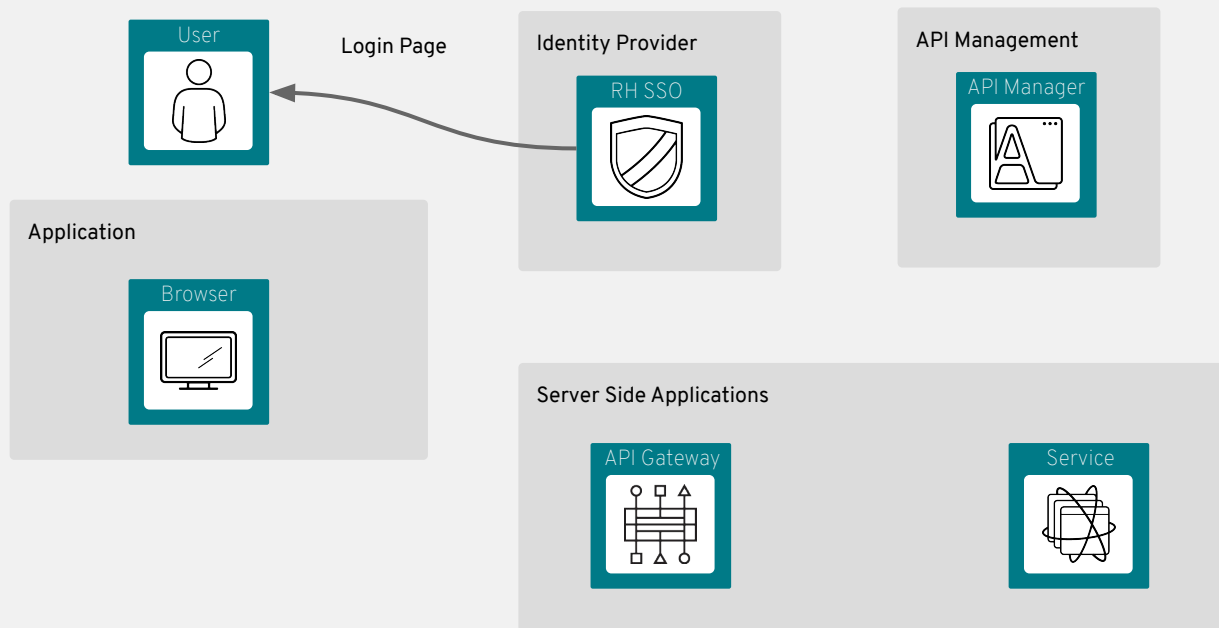 User
Login Page
Identity Provider
RH SSO
API Management
API Manager
Application
Browser
Server Side Applications
API Gateway
Service